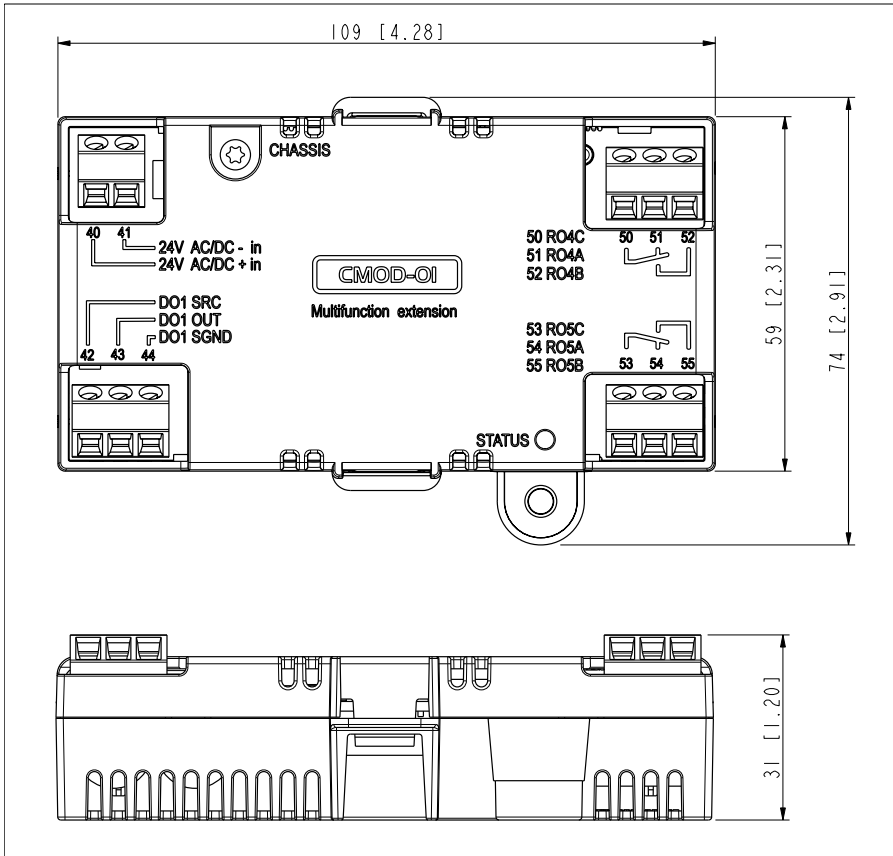 109 [4.28]
CHASSIS
40 41
24V AC/DC - in
24V AC/DC + in
50 RO4C 50 51 52
51 RO4A
52 RO4B
CMOD-01
Multifunction extension
DO1 SRC
DO1 OUT
DO1 SGND
42 43 44
53 RO5C
54 RO5A 53 54 55
55 RO5B
STATUS
59 [2.31]
74 [2.91]
31 [1.20]